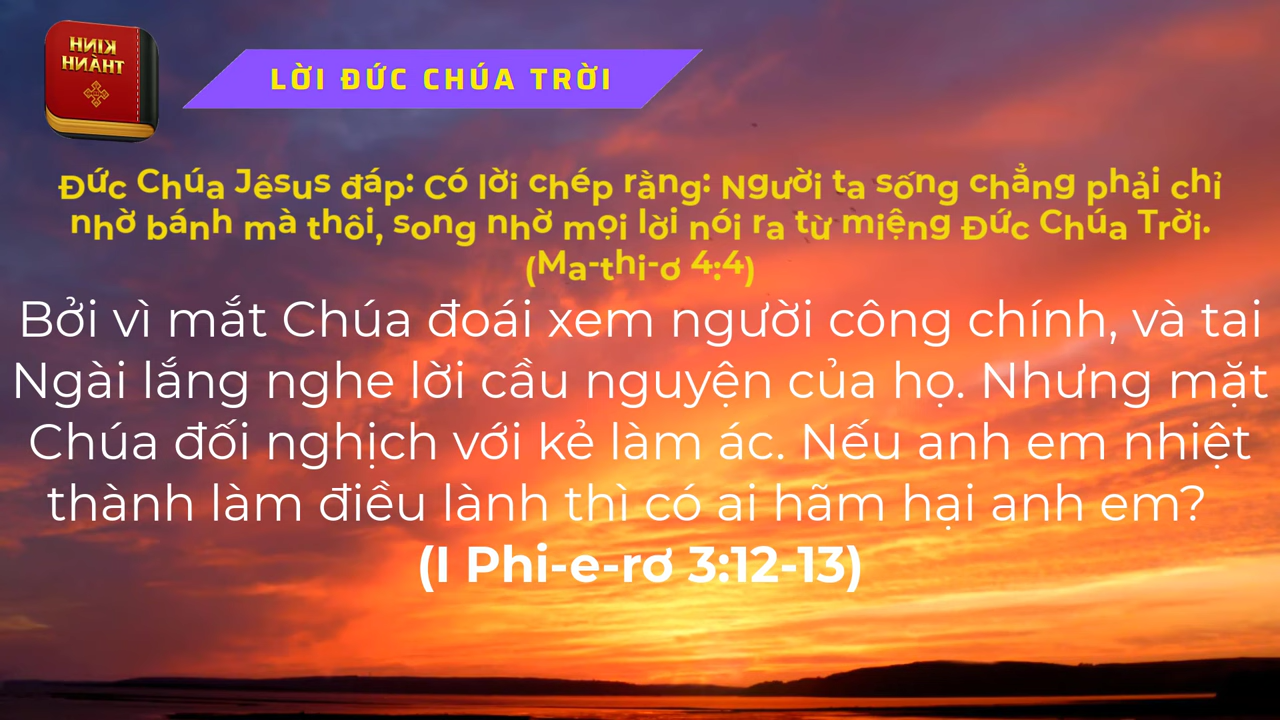 KINH
THÁNH
LỜI ĐỨC CHÚA TRỜI
Đức Chúa Jêsus đáp: Có lời chép rằng: Người ta sống chẳng phải chỉ
nhờ bánh mà thôi, song nhờ mọi lời nói ra từ miệng Đức Chúa Trời.
(Ma-thi-ơ 4:4)
Bởi vì mắt Chúa đoái xem người công chính, và tai
Ngài lắng nghe lời cầu nguyện của họ. Nhưng mặt
Chúa đối nghịch với kẻ làm ác. Nếu anh em nhiệt
thành làm điều lành thì có ai hãm hại anh em?
(I Phi-e-rơ 3:12-13)